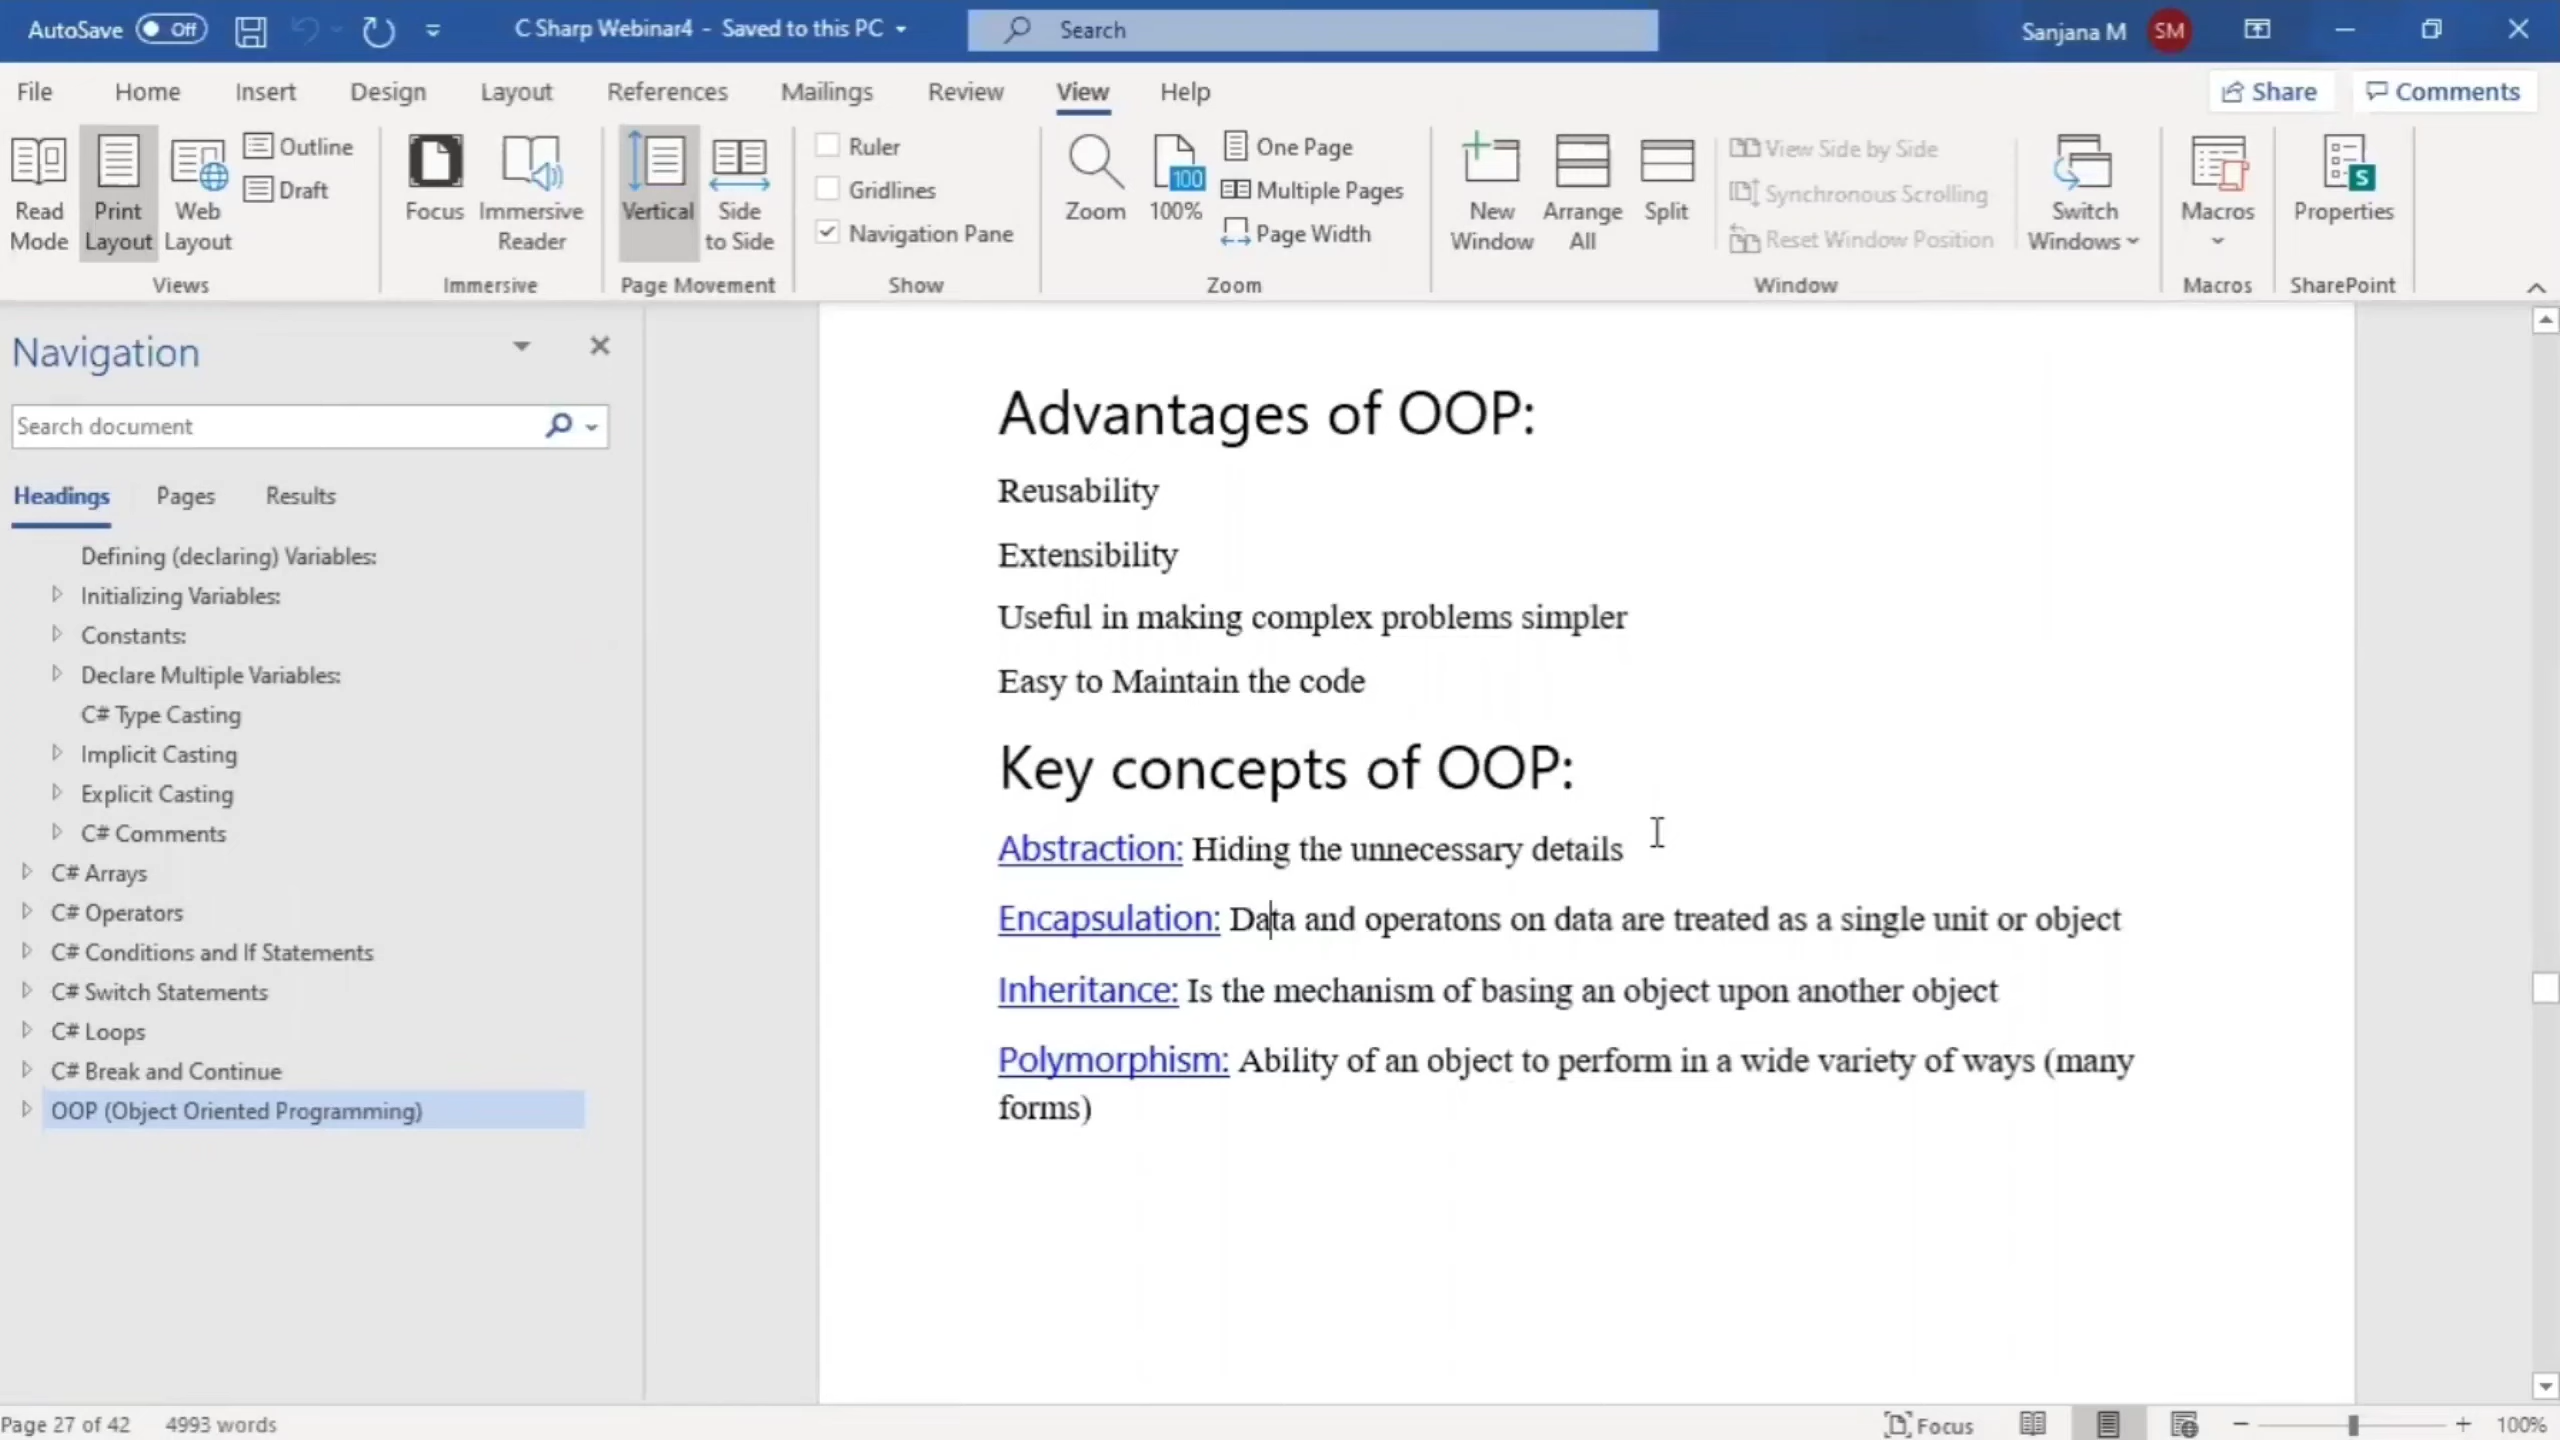 AutoSave Off C Sharp Webinar4 - Saved to this PC Search Sanjana M SM
File Home Insert Design Layout References Mailings Review View Help Share Comments
Read Mode
Print Layout
Web Layout
Outline
Draft
Views
Focus
Immersive Reader
Immersive
Vertical
Side to Side
Page Movement
Ruler
Gridlines
Navigation Pane
Show
Zoom
100
100%
One Page
Multiple Pages
Page Width
Zoom
New Window
Arrange All
Split
View Side by Side
Synchronous Scrolling
Reset Window Position
Switch Windows
Window
Macros
Macros
S
Properties
SharePoint
Navigation
Search document
Headings Pages Results
Defining (declaring) Variables:
Initializing Variables:
Constants:
Declare Multiple Variables:
C# Type Casting
Implicit Casting
Explicit Casting
C# Comments
C# Arrays
C# Operators
C# Conditions and If Statements
C# Switch Statements
C# Loops
C# Break and Continue
OOP (Object Oriented Programming)
Advantages of OOP:
Reusability
Extensibility
Useful in making complex problems simpler
Easy to Maintain the code
Key concepts of OOP:
Abstraction: Hiding the unnecessary details
Encapsulation: Data and operatons on data are treated as a single unit or object
Inheritance: Is the mechanism of basing an object upon another object
Polymorphism: Ability of an object to perform in a wide variety of ways (many
forms)
Page 27 of 42 4993 words Focus 100%